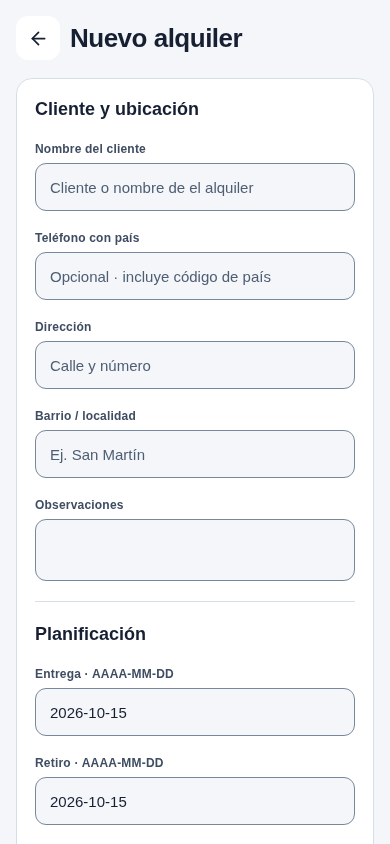 Nuevo alquiler
Cliente y ubicación
Nombre del cliente
Cliente o nombre de el alquiler
Teléfono con país
Opcional · incluye código de país
Dirección
Calle y número
Barrio / localidad
Ej. San Martín
Observaciones
Planificación
Entrega · AAAA-MM-DD
2026-10-15
Retiro · AAAA-MM-DD
2026-10-15